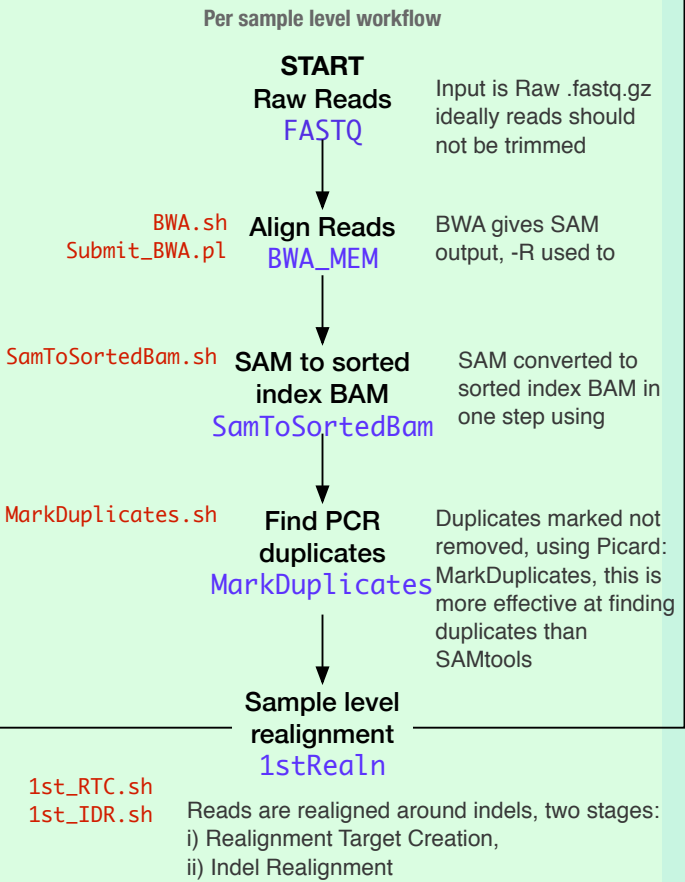 Per sample level workflow
START
Raw Reads
FASTQ
Input is Raw .fastq.gz
ideally reads should
not be trimmed
BWA.sh
Submit_BWA.pl
Align Reads
BWA_MEM
BWA gives SAM
output, -R used to
SamToSortedBam.sh
SAM to sorted
index BAM
SamToSortedBam
SAM converted to
sorted index BAM in
one step using
MarkDuplicates.sh
Find PCR
duplicates
MarkDuplicates
Duplicates marked not
removed, using Picard:
MarkDuplicates, this is
more effective at finding
duplicates than
SAMtools
Sample level
realignment
1stRealn
1st_RTC.sh
1st_IDR.sh
Reads are realigned around indels, two stages:
i) Realignment Target Creation,
ii) Indel Realignment